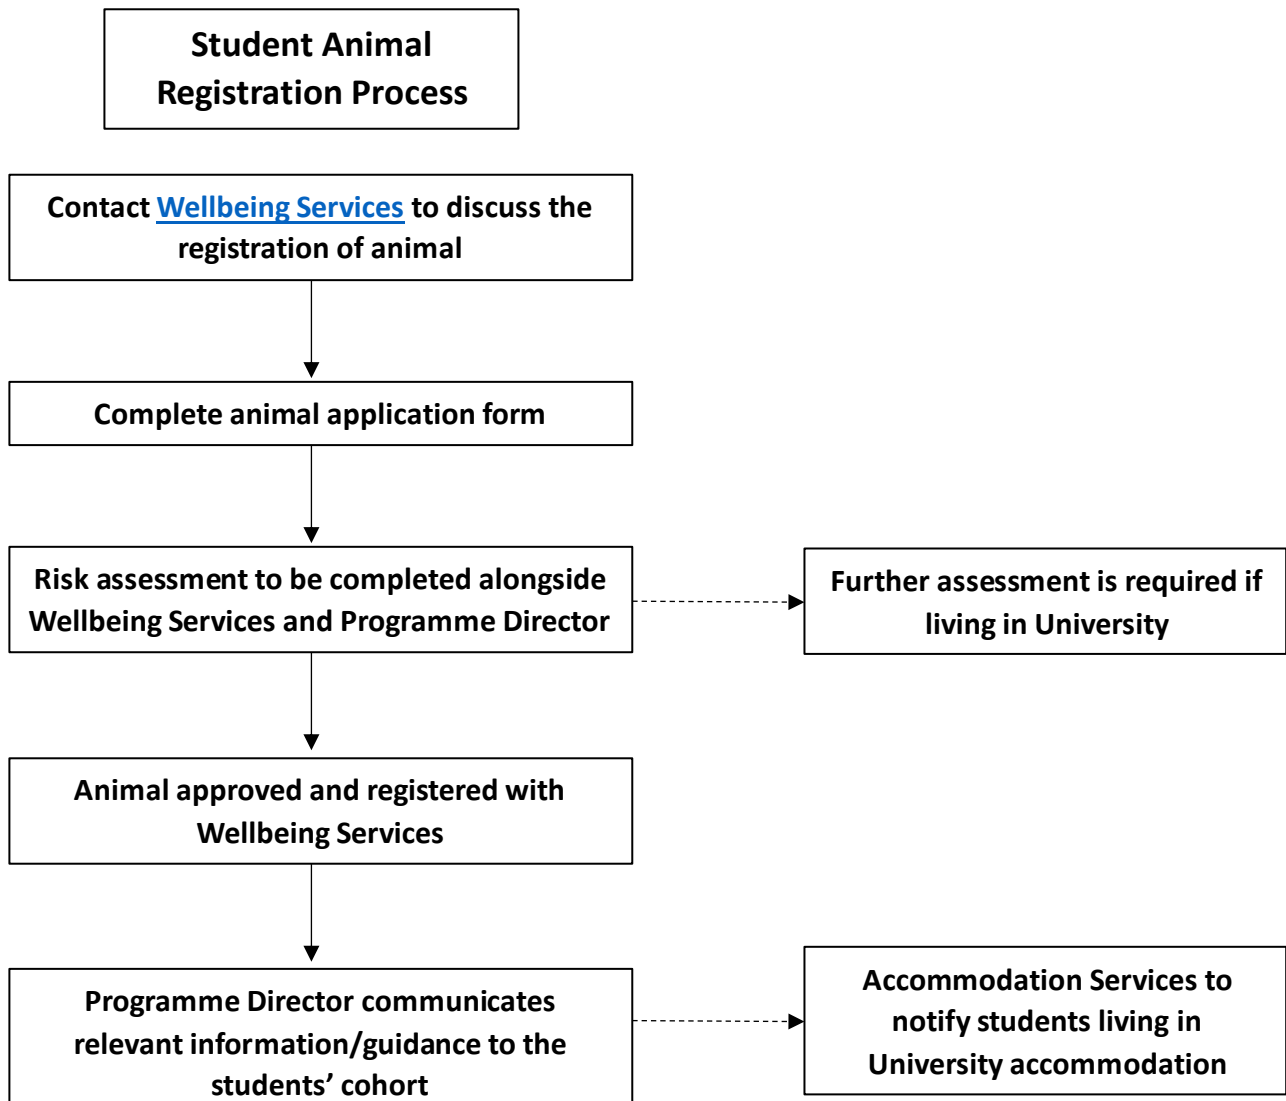 Student Animal
Registration Process
Contact Wellbeing Services to discuss the
registration of animal
Complete animal application form
Risk assessment to be completed alongside
Wellbeing Services and Programme Director
Further assessment is required if
living in University
Animal approved and registered with
Wellbeing Services
Programme Director communicates
relevant information/guidance to the
students’ cohort
Accommodation Services to
notify students living in
University accommodation